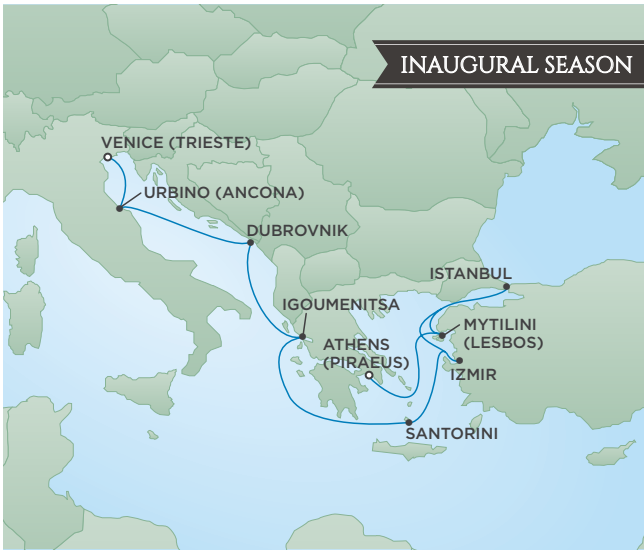 INAUGURAL SEASON
VENICE (TRIESTE)
URBINO (ANCONA)
DUBROVNIK
ISTANBUL
IGOUMENITSA
MYTILINI
(LESBOS)
ATHENS
(PIRAEUS)
IZMIR
SANTORINI